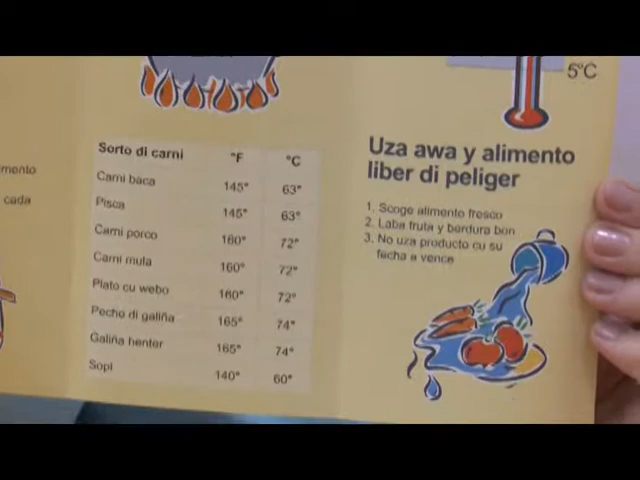 mento
cada
Sorto di carni °F °C
Carni baca 145° 63°
Pisca 145° 63°
Carni porco 160° 72°
Carni mula 160° 72°
Plato cu webo 160° 72°
Pecho di galiña 165° 74°
Galiña henter 165° 74°
Sopi 140° 60°
5°C
Uza awa y alimento
liber di peliger
1. Scoge alimento fresco
2. Laba fruta y berdura bon
3. No uza producto cu su
fecha a vence